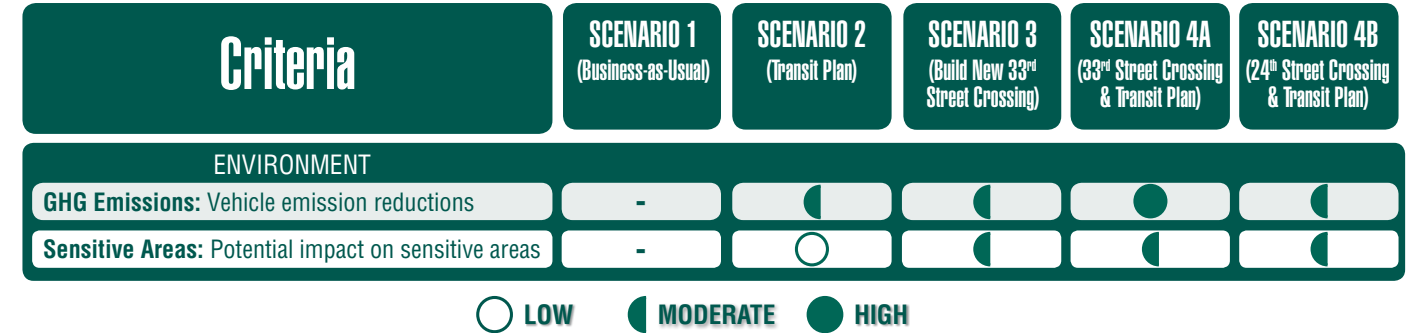 Criteria
SCENARIO 1
(Business-as-Usual)
SCENARIO 2
(Transit Plan)
SCENARIO 3
(Build New 33rd
Street Crossing)
SCENARIO 4A
(33rd Street Crossing
& Transit Plan)
SCENARIO 4B
(24th Street Crossing
& Transit Plan)
ENVIRONMENT
GHG Emissions: Vehicle emission reductions
-
Sensitive Areas: Potential impact on sensitive areas
-
LOW MODERATE HIGH